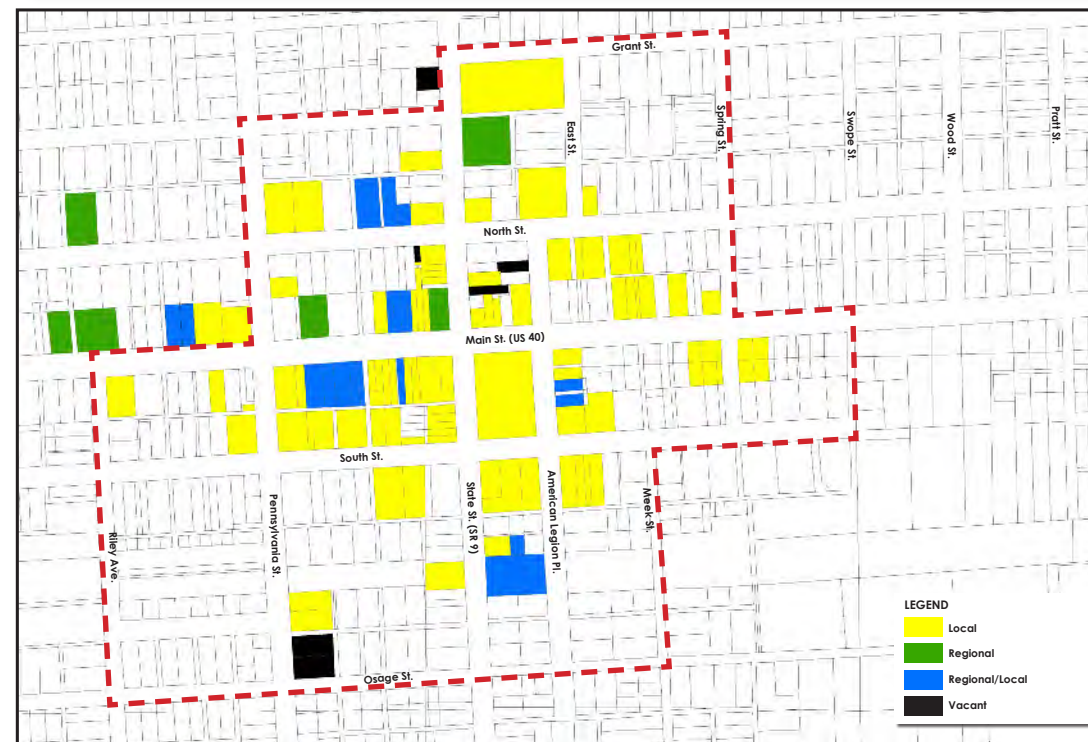 Grant St.
East St.
Spring St.
Swope St.
Wood St.
Pratt St.
North St.
Main St. (US 40)
South St.
Riley Ave.
Pennsylvania St.
State St. (SR 9)
American Legion Pl.
Meek St.
Osage St.
LEGEND
Local
Regional
Regional/Local
Vacant